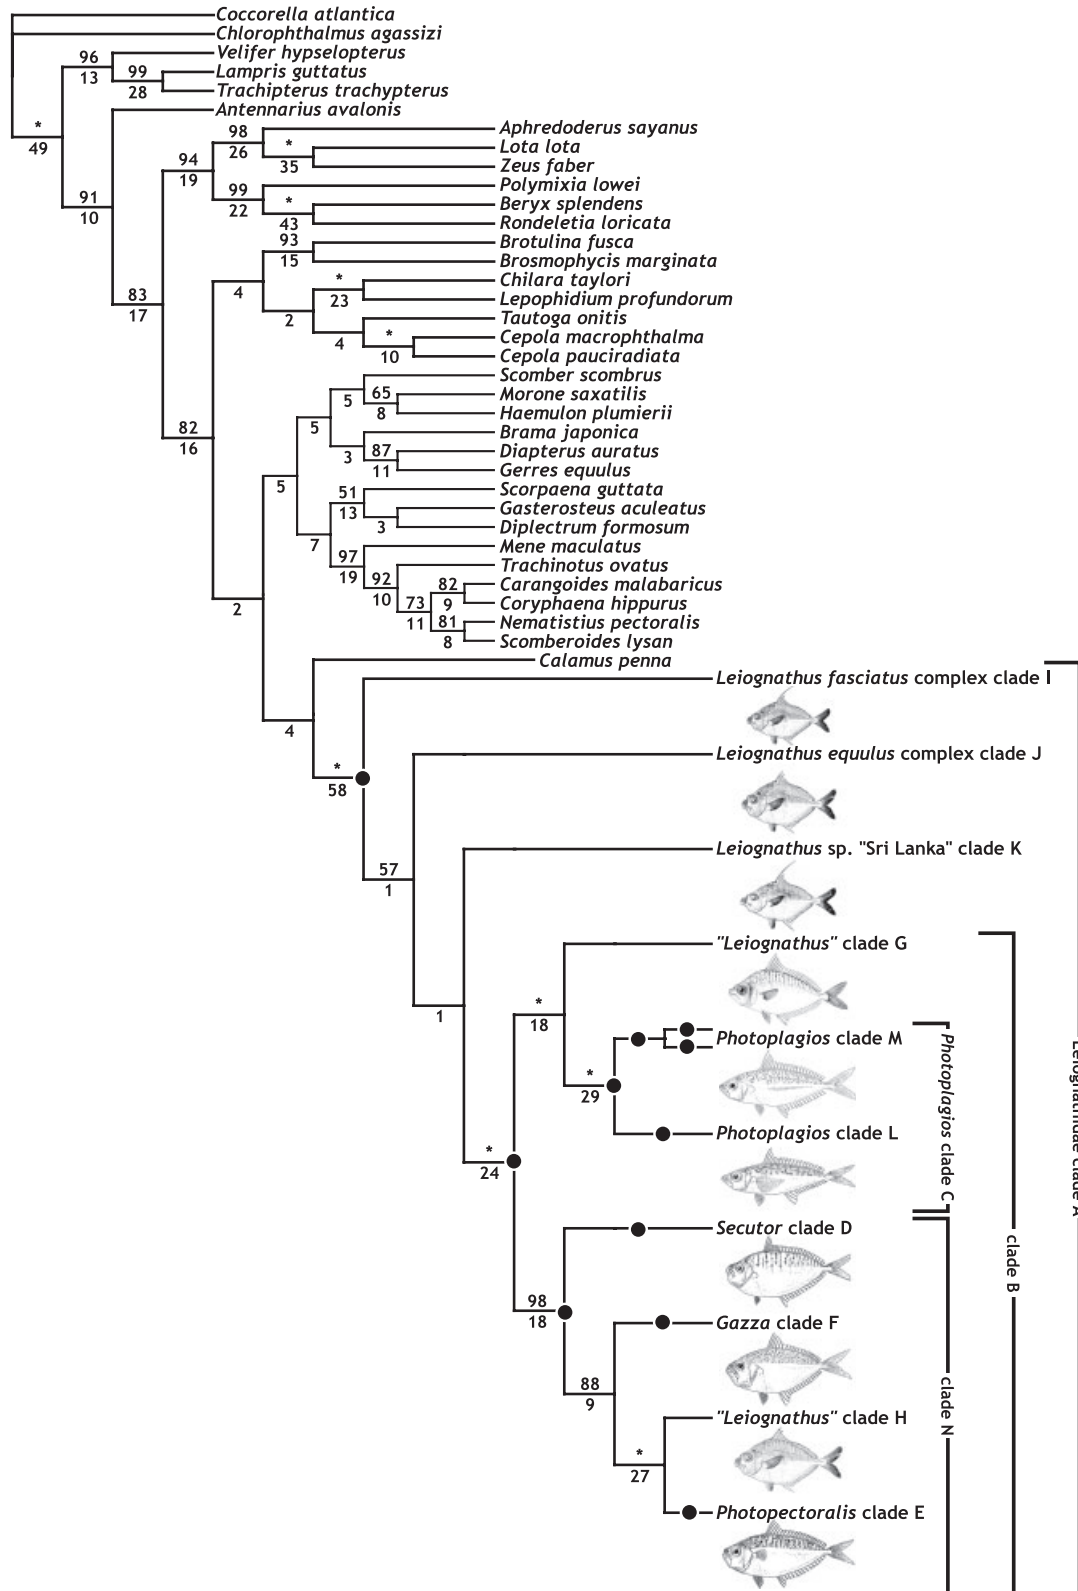 Coccorella atlantica
Chlorophthalmus agassizi
Velifer hypselopterus
96
13
Lampris guttatus
99
28
Trachipterus trachypterus
Antennarius avalonis
*
49
Aphredoderus sayanus
98
26
Lota lota
*
35
Zeus faber
94
19
Polymixia lowei
99
22
Beryx splendens
*
43
Rondeletia loricata
91
10
Brotulina fusca
93
15
Brosmophycis marginata
Chilara taylori
*
23
Lepophidium profundorum
4
2
83
17
Tautoga onitis
4
Cepola macrophthalma
*
10
Cepola pauciradiata
Scomber scombrus
5
Morone saxatilis
65
8
Haemulon plumierii
5
Brama japonica
3
Diapterus auratus
87
11
Gerres equulus
82
16
5
Scorpaena guttata
51
13
Gasterosteus aculeatus
3
Diplectrum formosum
7
Mene maculatus
97
19
Trachinotus ovatus
92
10
Carangoides malabaricus
82
9
Coryphaena hippurus
73
11
Nematistius pectoralis
81
8
Scomberoides lysan
2
Calamus penna
Leiognathus fasciatus complex clade I
4
*
58
Leiognathus equulus complex clade J
Leiognathus sp. "Sri Lanka" clade K
57
1
"Leiognathus" clade G
1
*
18
Photoplagios clade M
*
29
Photoplagios clade L
*
24
Photoplagios clade C
Secutor clade D
98
18
Gazza clade F
88
9
"Leiognathus" clade H
*
27
Photopectoralis clade E
clade N
clade B